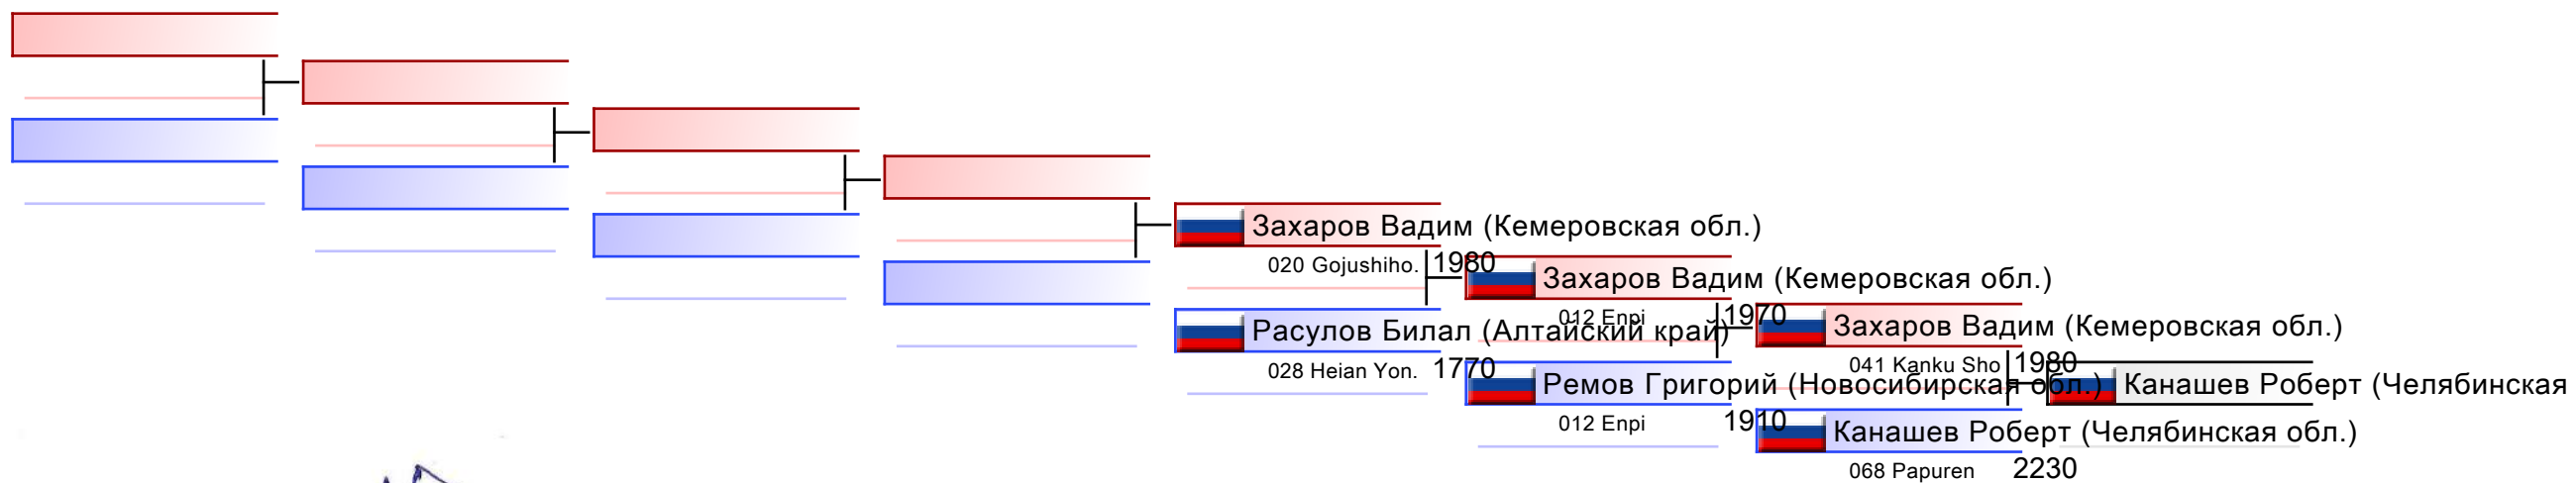 Захаров Вадим (Кемеровская обл.)
020 Gojushiho. 1980
Расулов Билал (Алтайский край)
028 Heian Yon. 1770
Захаров Вадим (Кемеровская обл.)
012 Enpi 1970
Ремов Григорий (Новосибирская обл.)
012 Enpi 1910
Захаров Вадим (Кемеровская обл.)
041 Kanku Sho 1980
Канашев Роберт (Челябинская обл.)
068 Papuren 2230
Канашев Роберт (Челябинская